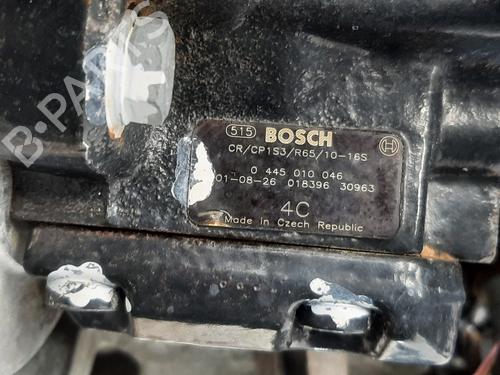 B-PARTS
515 BOSCH H
CR/CP1S3/R65/10-16S
0 445 010 046
01-08-26 018396 30963
4C
Made in Czech Republic